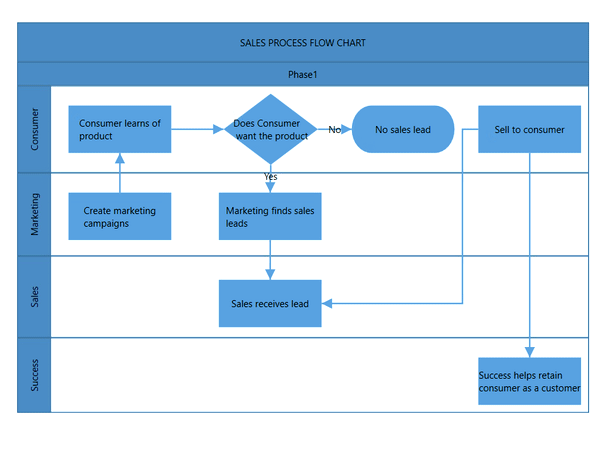 SALES PROCESS FLOW CHART
Phase1
Consumer
Consumer learns of
product
Does Consumer
want the product
No
No sales lead
Sell to consumer
Yes
Marketing
Create marketing
campaigns
Marketing finds sales
leads
Sales
Sales receives lead
Success
Success helps retain
consumer as a customer